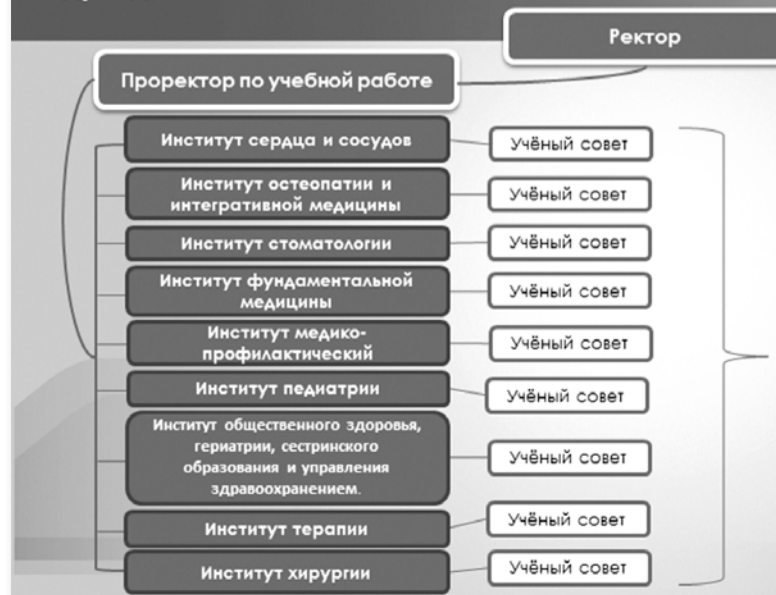 Ректор
Проректор по учебной работе
Институт сердца и сосудов
Учёный совет
Институт остеопатии и
интегративной медицины
Учёный совет
Институт стоматологии
Учёный совет
Институт фундаментальной
медицины
Учёный совет
Институт медико-
профилактический
Учёный совет
Институт педиатрии
Учёный совет
Институт общественного здоровья,
гериатрии, сестринского
образования и управления
здравоохранением.
Учёный совет
Институт терапии
Учёный совет
Институт хирургии
Учёный совет